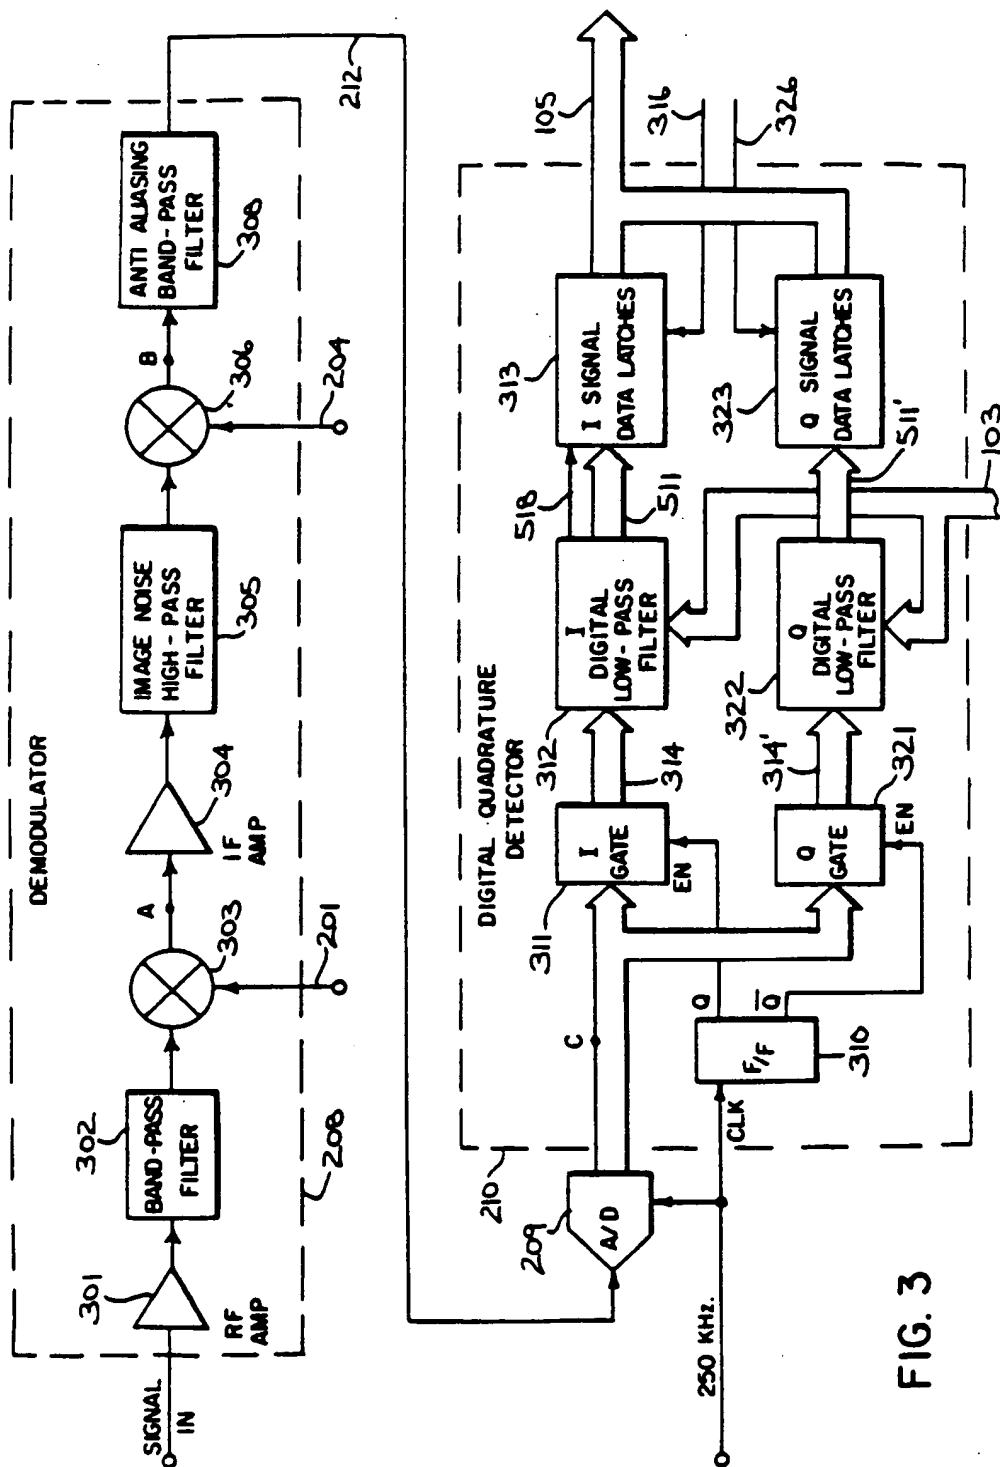 DEMODULATOR
SIGNAL
IN
301
RF
AMP
302
BAND-PASS
FILTER
208
303
201
A
304
IF
AMP
IMAGE NOISE
HIGH-PASS
FILTER
305
306
204
B
ANTI ALIASING
BAND-PASS
FILTER
308
212
DIGITAL QUADRATURE
DETECTOR
210
209
A/D
250 KHz.
C
CLK
F/F
310
Q
Q̅
311
I
GATE
EN
Q
GATE
EN
321
314
314'
312
I
DIGITAL
LOW-PASS
FILTER
322
Q
DIGITAL
LOW-PASS
FILTER
518
511
511'
103
313
I SIGNAL
DATA LATCHES
323
Q SIGNAL
DATA LATCHES
105
316
326
FIG. 3